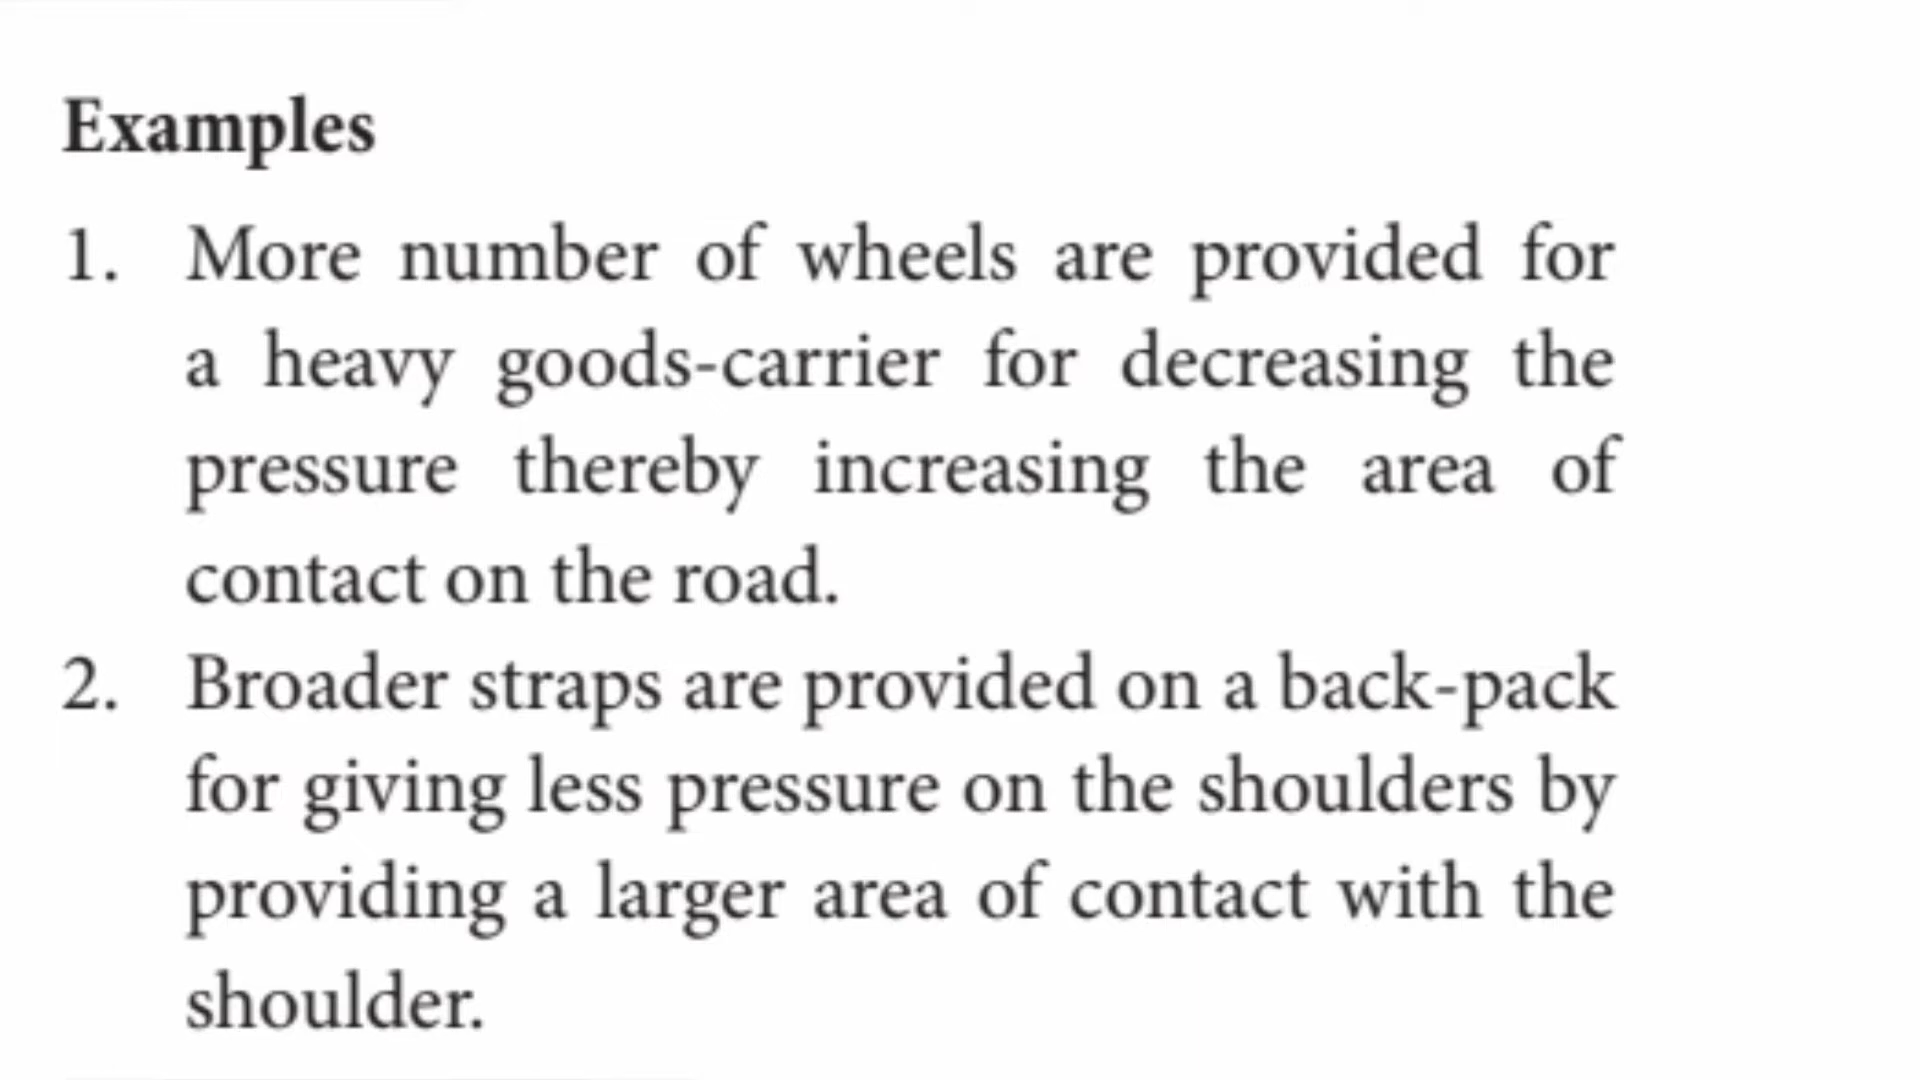 Examples
1. More number of wheels are provided for
a heavy goods-carrier for decreasing the
pressure thereby increasing the area of
contact on the road.
2. Broader straps are provided on a back-pack
for giving less pressure on the shoulders by
providing a larger area of contact with the
shoulder.